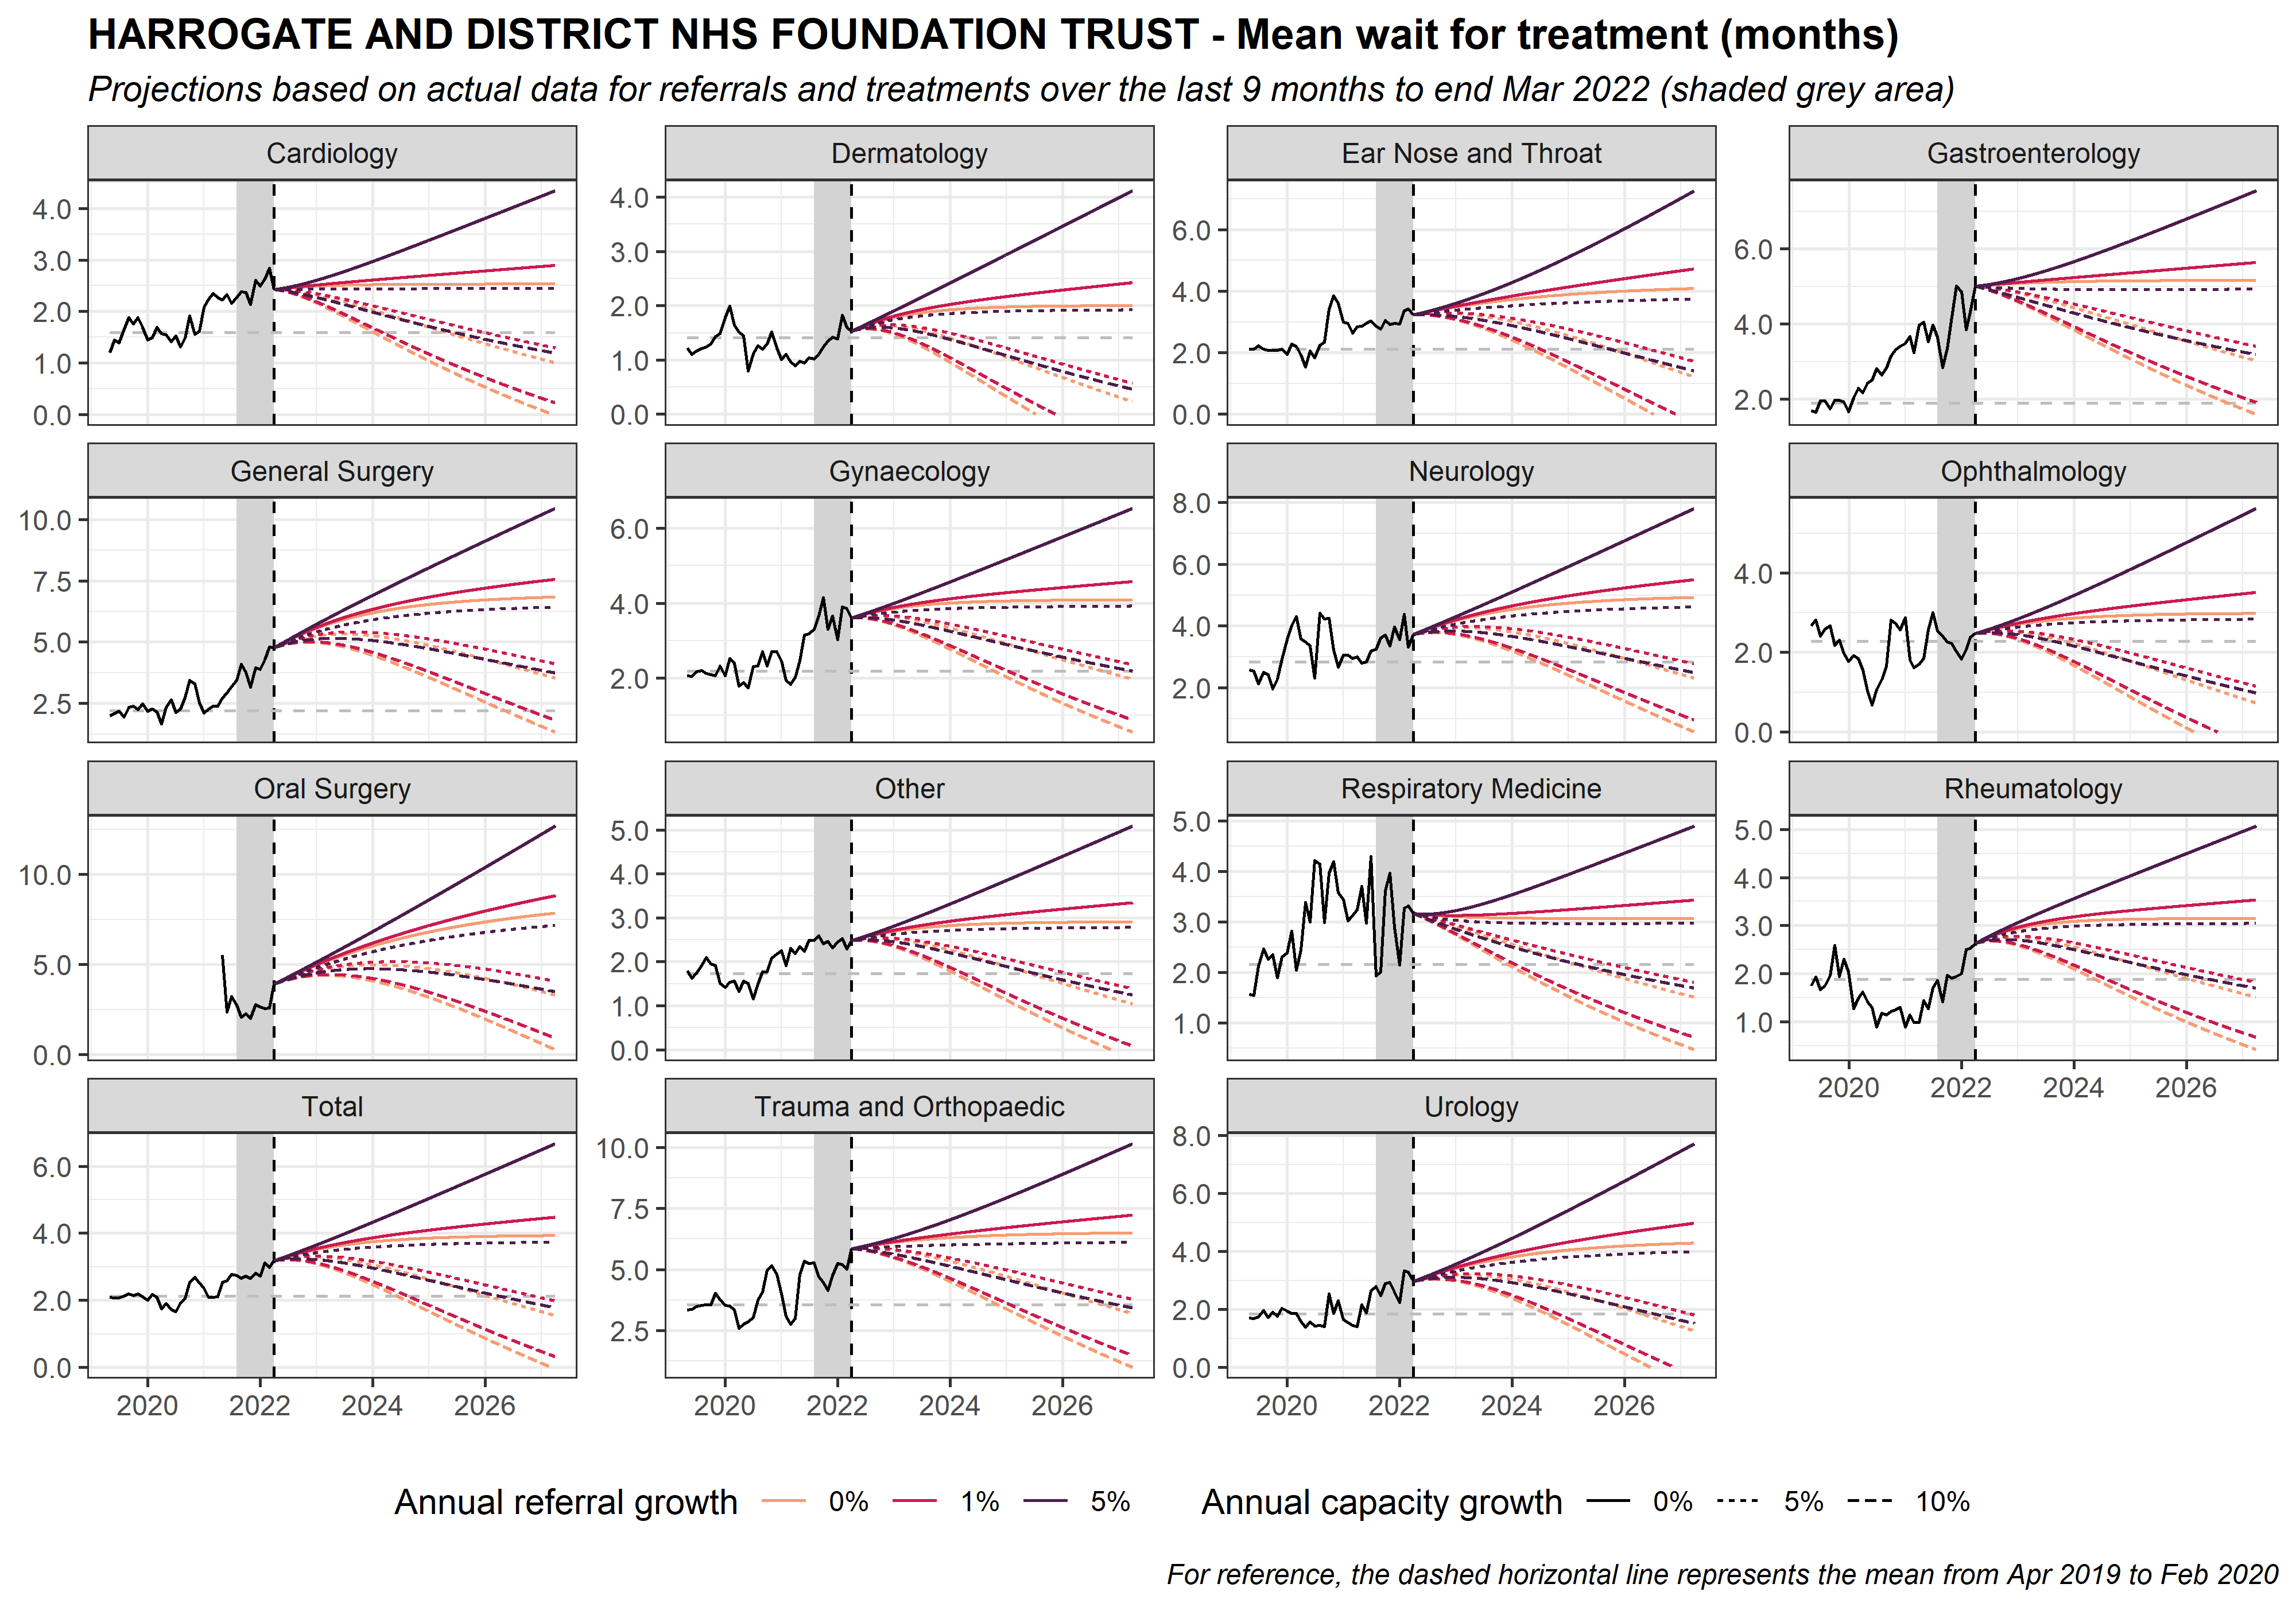 HARROGATE AND DISTRICT NHS FOUNDATION TRUST - Mean wait for treatment (months)
Projections based on actual data for referrals and treatments over the last 9 months to end Mar 2022 (shaded grey area)
Cardiology
4.0
3.0
2.0
1.0
0.0
Dermatology
4.0
3.0
2.0
1.0
0.0
Ear Nose and Throat
6.0
4.0
2.0
0.0
Gastroenterology
6.0
4.0
2.0
General Surgery
10.0
7.5
5.0
2.5
Gynaecology
6.0
4.0
2.0
Neurology
8.0
6.0
4.0
2.0
Ophthalmology
4.0
2.0
0.0
Oral Surgery
10.0
5.0
0.0
Other
5.0
4.0
3.0
2.0
1.0
0.0
Respiratory Medicine
5.0
4.0
3.0
2.0
1.0
Rheumatology
5.0
4.0
3.0
2.0
1.0
2020 2022 2024 2026
Total
6.0
4.0
2.0
0.0
2020 2022 2024 2026
Trauma and Orthopaedic
10.0
7.5
5.0
2.5
2020 2022 2024 2026
Urology
8.0
6.0
4.0
2.0
0.0
2020 2022 2024 2026
Annual referral growth 0% 1% 5%
Annual capacity growth 0% 5% 10%
For reference, the dashed horizontal line represents the mean from Apr 2019 to Feb 2020